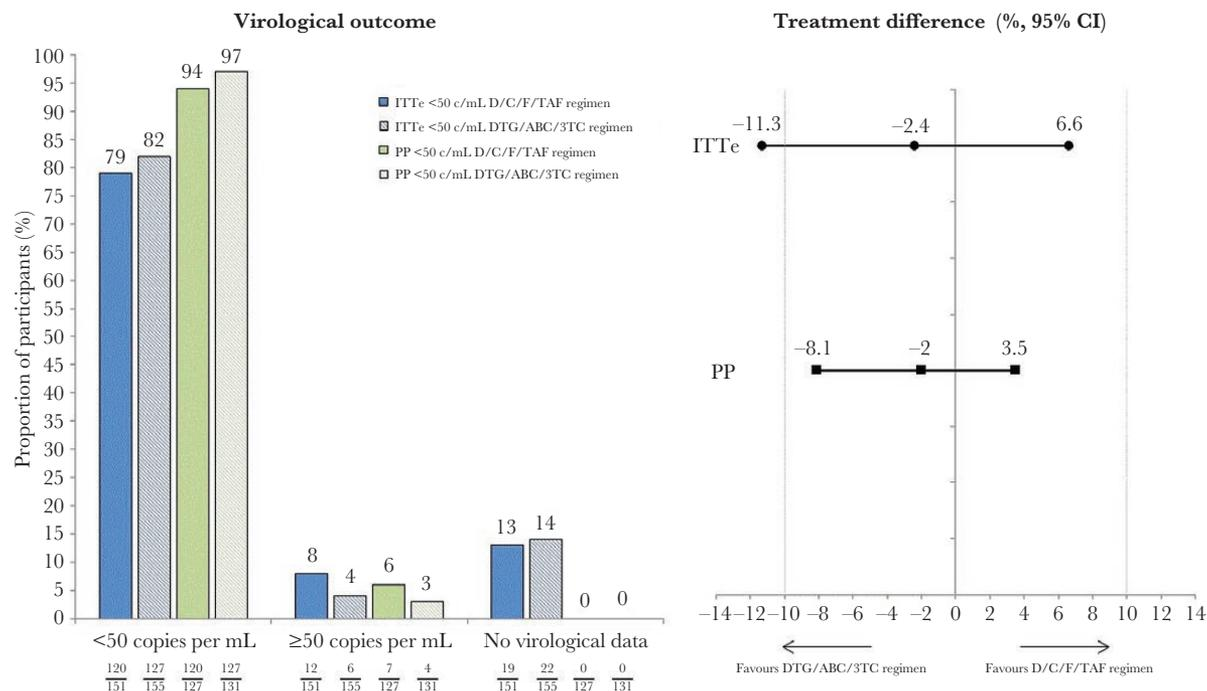 Virological outcome
Proportion of participants (%)
100
95
90
85
80
75
70
65
60
55
50
45
40
35
30
25
20
15
10
5
0
79
82
94
97
8
4
6
3
13
14
0
0
ITTe <50 c/mL D/C/F/TAF regimen
ITTe <50 c/mL DTG/ABC/3TC regimen
PP <50 c/mL D/C/F/TAF regimen
PP <50 c/mL DTG/ABC/3TC regimen
<50 copies per mL
≥50 copies per mL
No virological data
120 127 120 127 12 6 7 4 19 22 0 0
151 155 127 131 151 155 127 131 151 155 127 131
Treatment difference (%, 95% CI)
ITTe
−11.3
−2.4
6.6
PP
−8.1
−2
3.5
−14 −12 −10 −8 −6 −4 −2 0 2 4 6 8 10 12 14
Favours DTG/ABC/3TC regimen
Favours D/C/F/TAF regimen